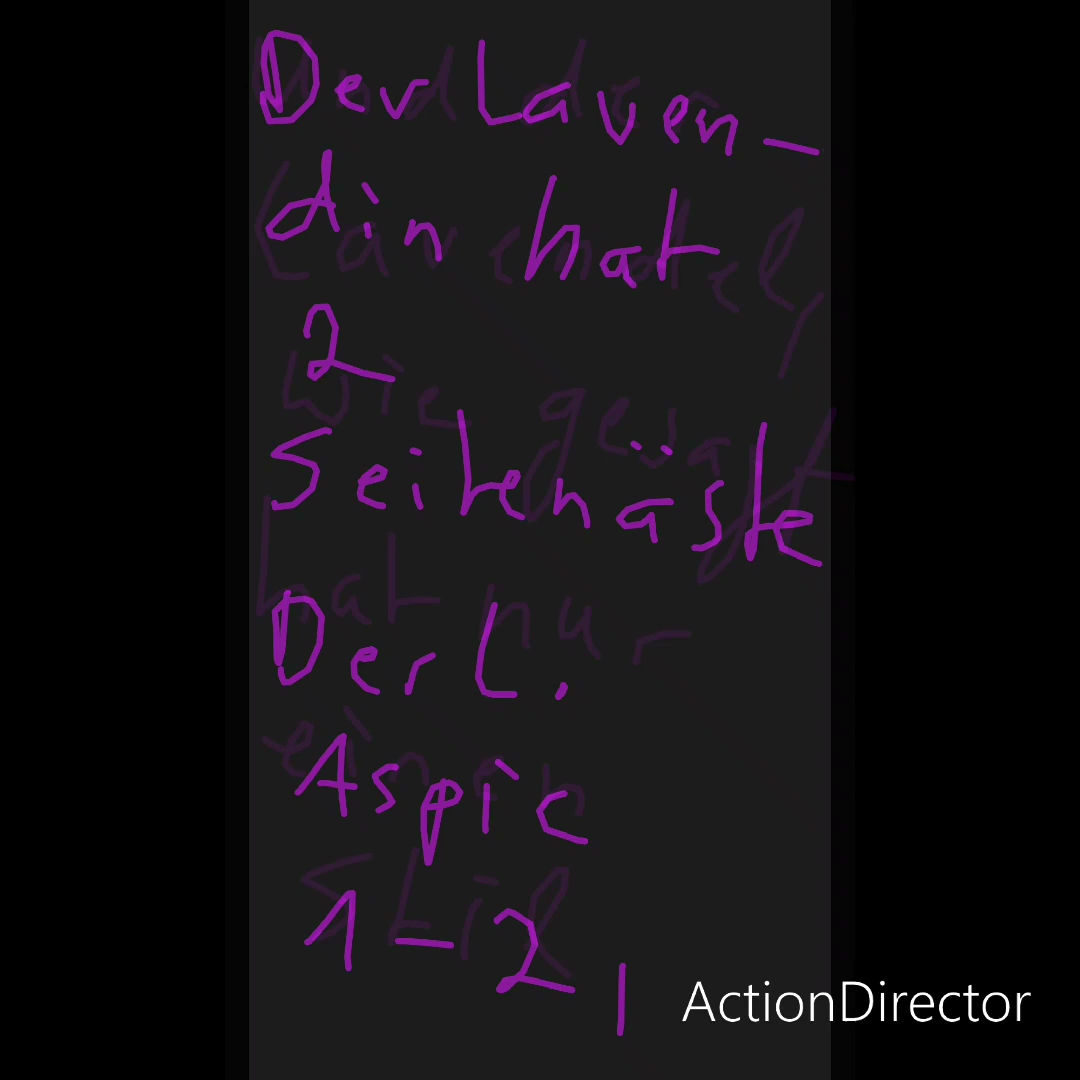 Der Laven-
din hat
2
Seitenäste
Der L.
Aspic
1-2,
ActionDirector